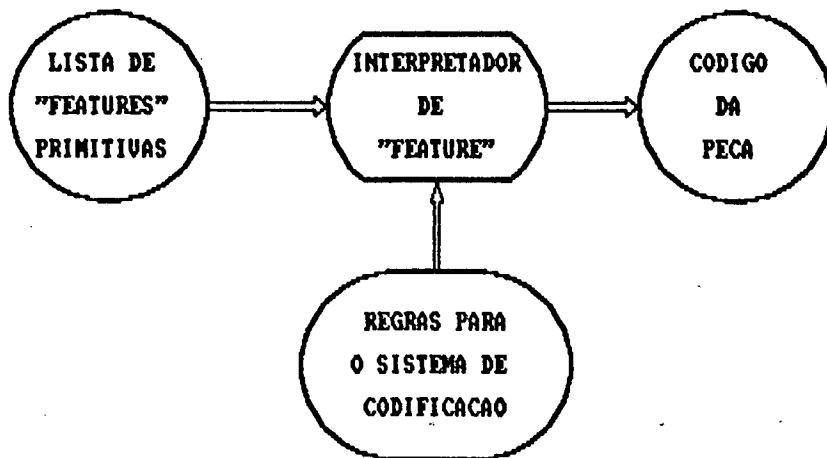 LISTA DE
"FEATURES"
PRIMITIVAS
INTERPRETADOR
DE
"FEATURE"
CODIGO
DA
PECA
REGRAS PARA
O SISTEMA DE
CODIFICACAO